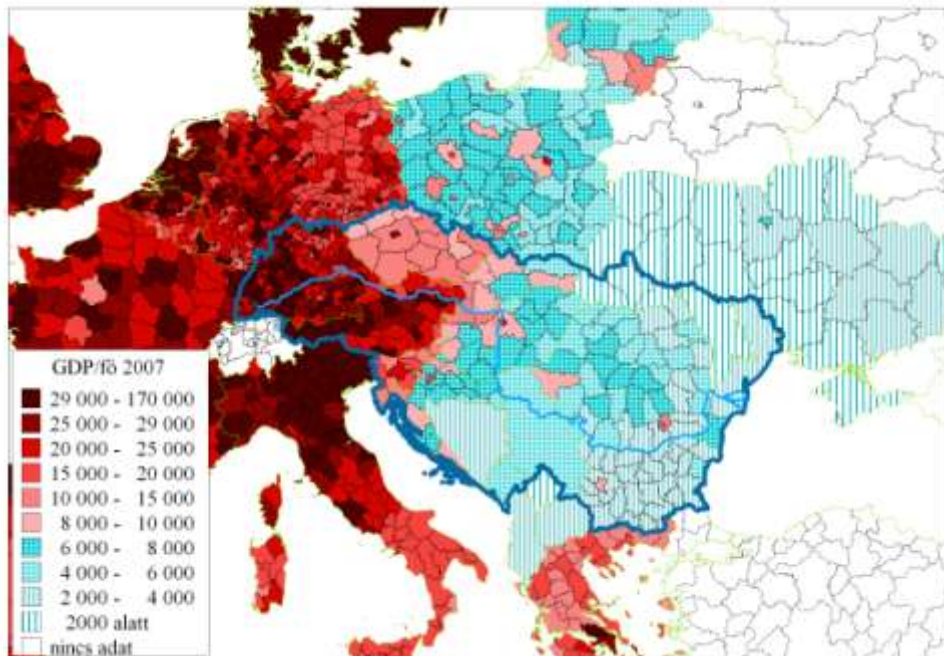 GDP/fő 2007
29 000 - 170 000
25 000 - 29 000
20 000 - 25 000
15 000 - 20 000
10 000 - 15 000
8 000 - 10 000
6 000 - 8 000
4 000 - 6 000
2 000 - 4 000
2000 alatt
nincs adat